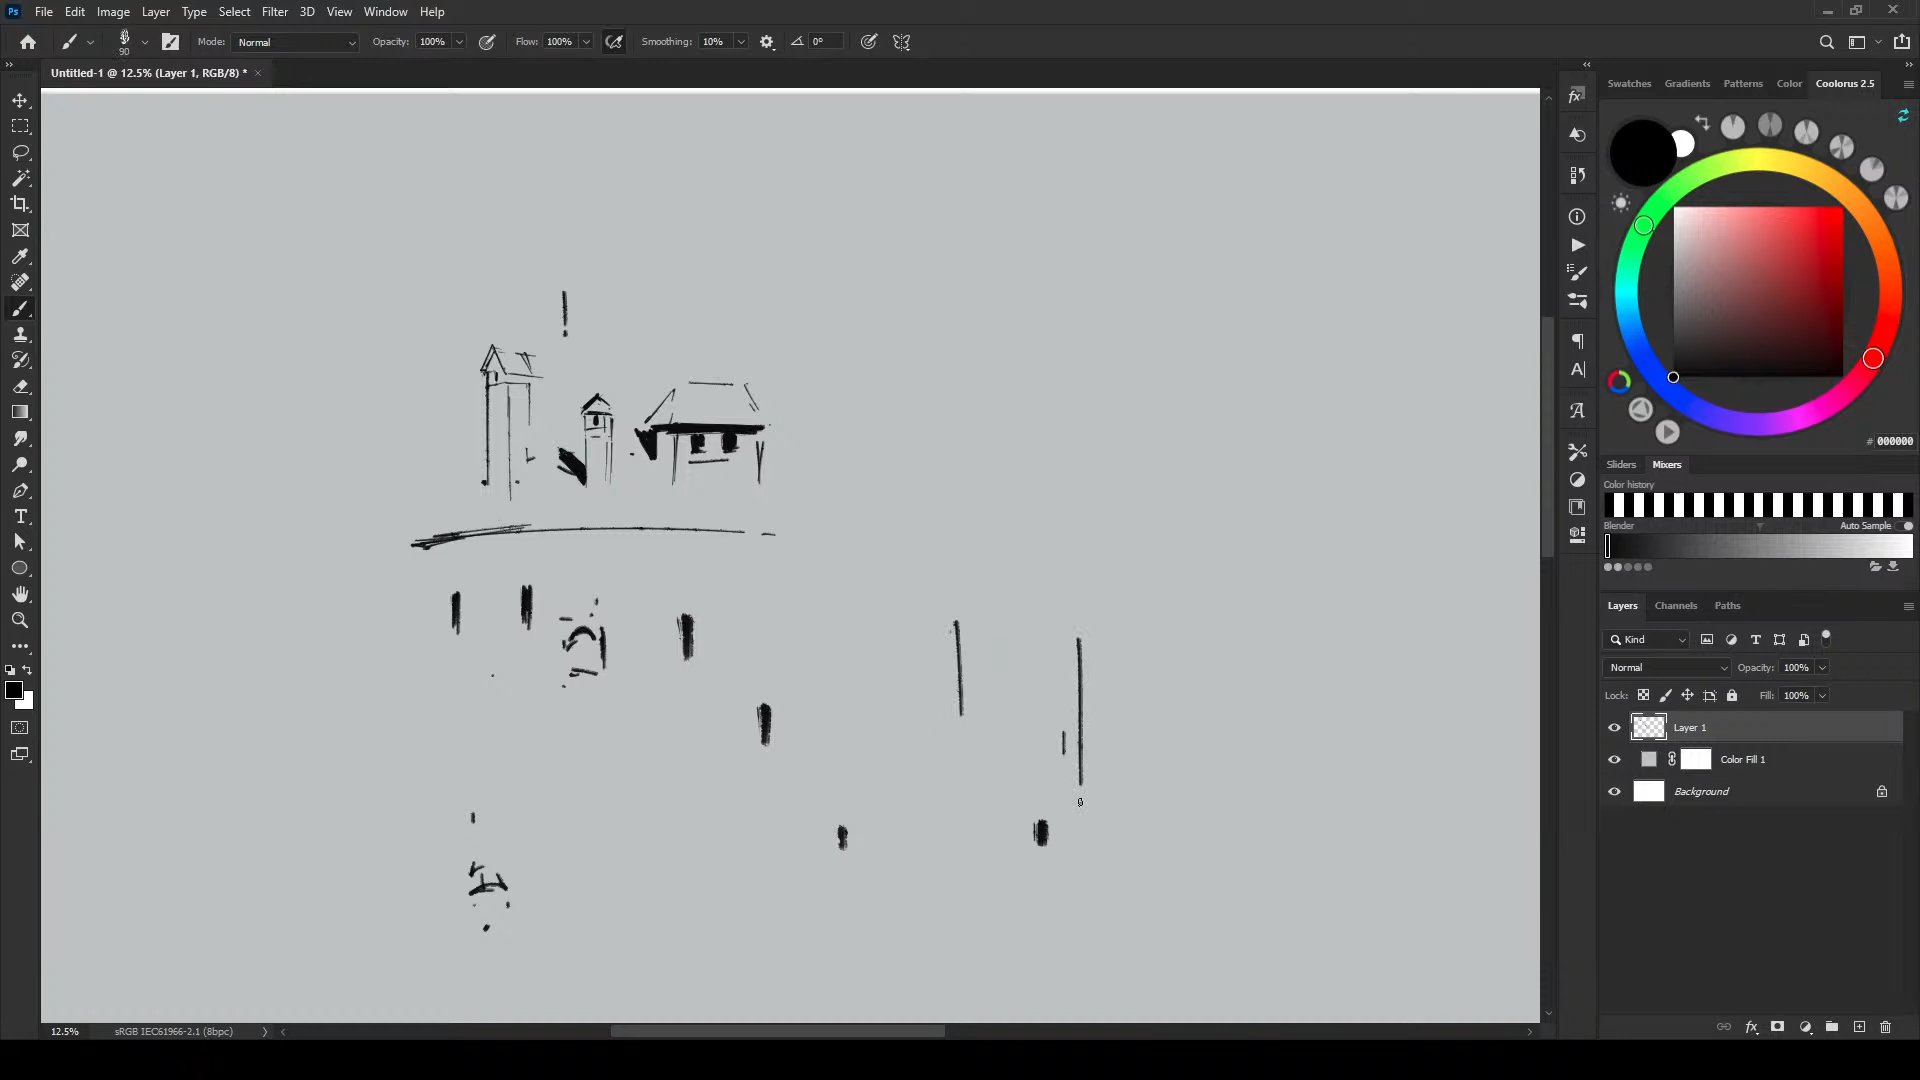 Ps File Edit Image Layer Type Select Filter 3D View Window Help
90 Mode: Normal Opacity: 100% Flow: 100% Smoothing: 10% 0°
Untitled-1 @ 12.5% (Layer 1, RGB/8) * ×
Swatches Gradients Patterns Color Coolorus 2.5
# 000000
Sliders Mixers
Color history
Blender Auto Sample
Layers Channels Paths
Kind
Normal Opacity: 100%
Lock: Fill: 100%
Layer 1
Color Fill 1
Background
12.5% sRGB IEC61966-2.1 (8bpc)